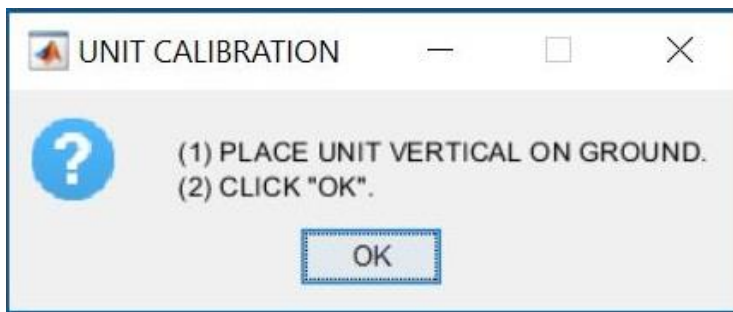 UNIT CALIBRATION
(1) PLACE UNIT VERTICAL ON GROUND.
(2) CLICK "OK".
OK